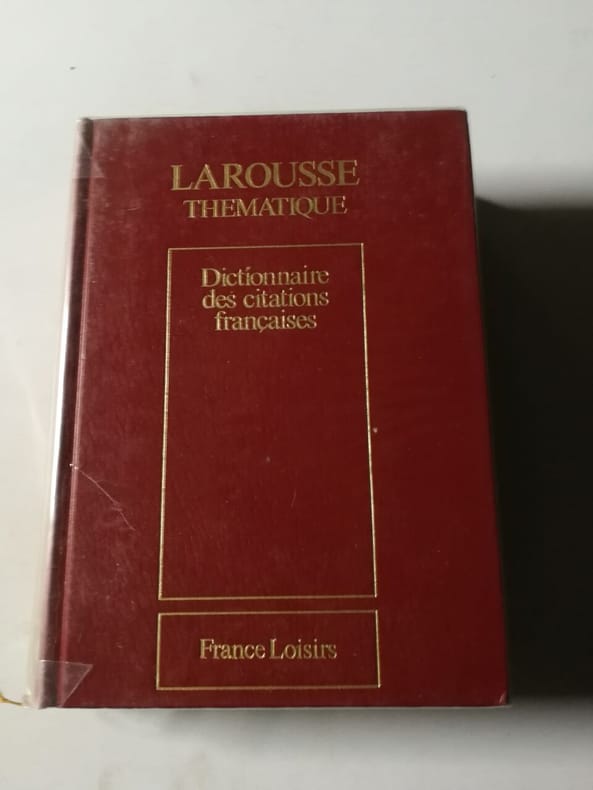 LAROUSSE
THEMATIQUE
Dictionnaire
des citations
françaises
France Loisirs